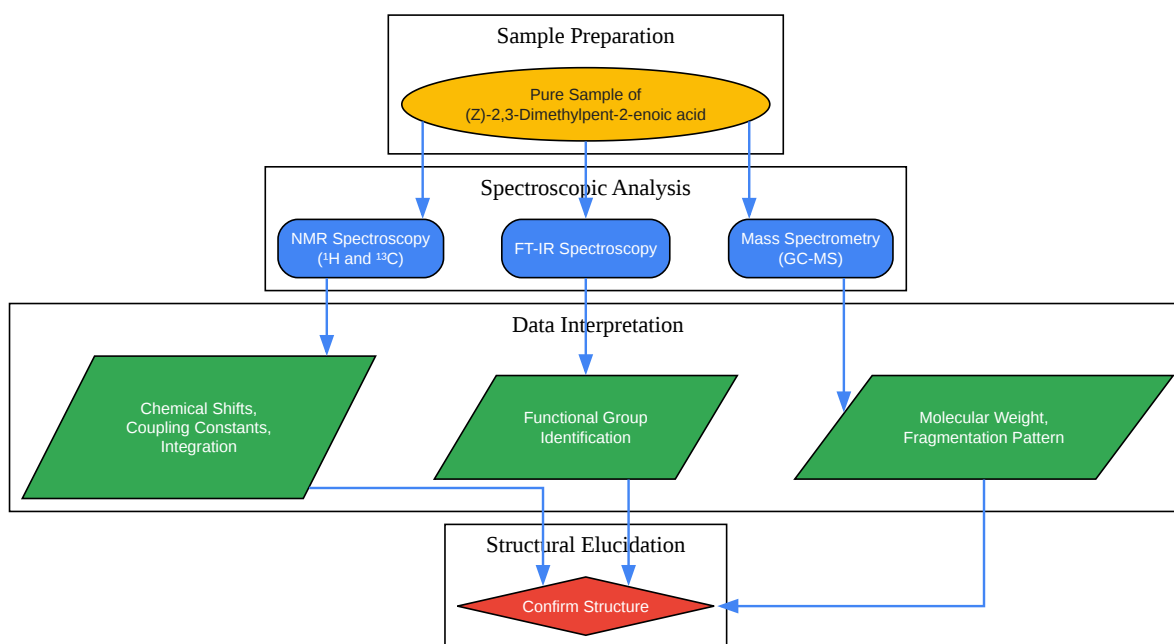 Sample Preparation
Pure Sample of
(Z)-2,3-Dimethylpent-2-enoic acid
Spectroscopic Analysis
NMR Spectroscopy
(¹H and ¹³C)
FT-IR Spectroscopy
Mass Spectrometry
(GC-MS)
Data Interpretation
Chemical Shifts,
Coupling Constants,
Integration
Functional Group
Identification
Molecular Weight,
Fragmentation Pattern
Structural Elucidation
Confirm Structure